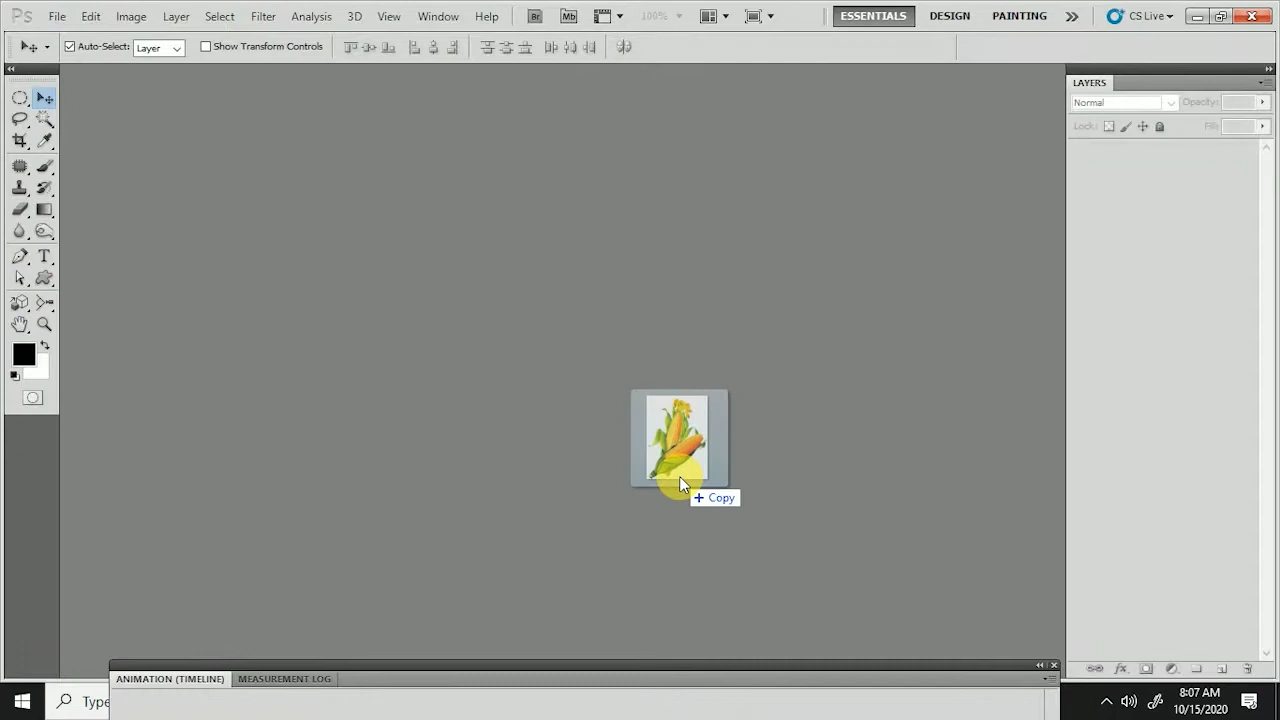 Ps File Edit Image Layer Select Filter Analysis 3D View Window Help Br Mb 100% ESSENTIALS DESIGN PAINTING CS Live
Auto-Select: Layer Show Transform Controls
LAYERS
Normal Opacity:
Lock: Fill:
T
+ Copy
ANIMATION (TIMELINE) MEASUREMENT LOG
Type
8:07 AM
10/15/2020